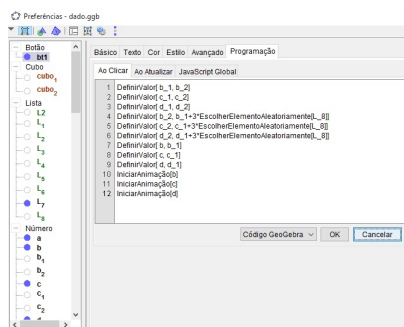 Preferências - dado.ggb
Básico Texto Cor Estilo Avançado Programação
Ao Clicar Ao Atualizar JavaScript Global
Botão
bt1
Cubo
cubo₁
cubo₂
Lista
L2
L₁
L₂
L₃
L₄
L₅
L₆
L₇
L₈
Número
a
b
b₁
b₂
c
c₁
c₂
1 DefinirValor[ b_1, b_2]
2 DefinirValor[ c_1, c_2]
3 DefinirValor[ d_1, d_2]
4 DefinirValor[ b_2, b_1+3*EscolherElementoAleatoriamente[L_8]]
5 DefinirValor[ c_2, c_1+3*EscolherElementoAleatoriamente[L_8]]
6 DefinirValor[ d_2, d_1+3*EscolherElementoAleatoriamente[L_8]]
7 DefinirValor[ b, b_1]
8 DefinirValor[ c, c_1]
9 DefinirValor[ d, d_1]
10 IniciarAnimação[b]
11 IniciarAnimação[c]
12 IniciarAnimação[d]
Código GeoGebra OK Cancelar